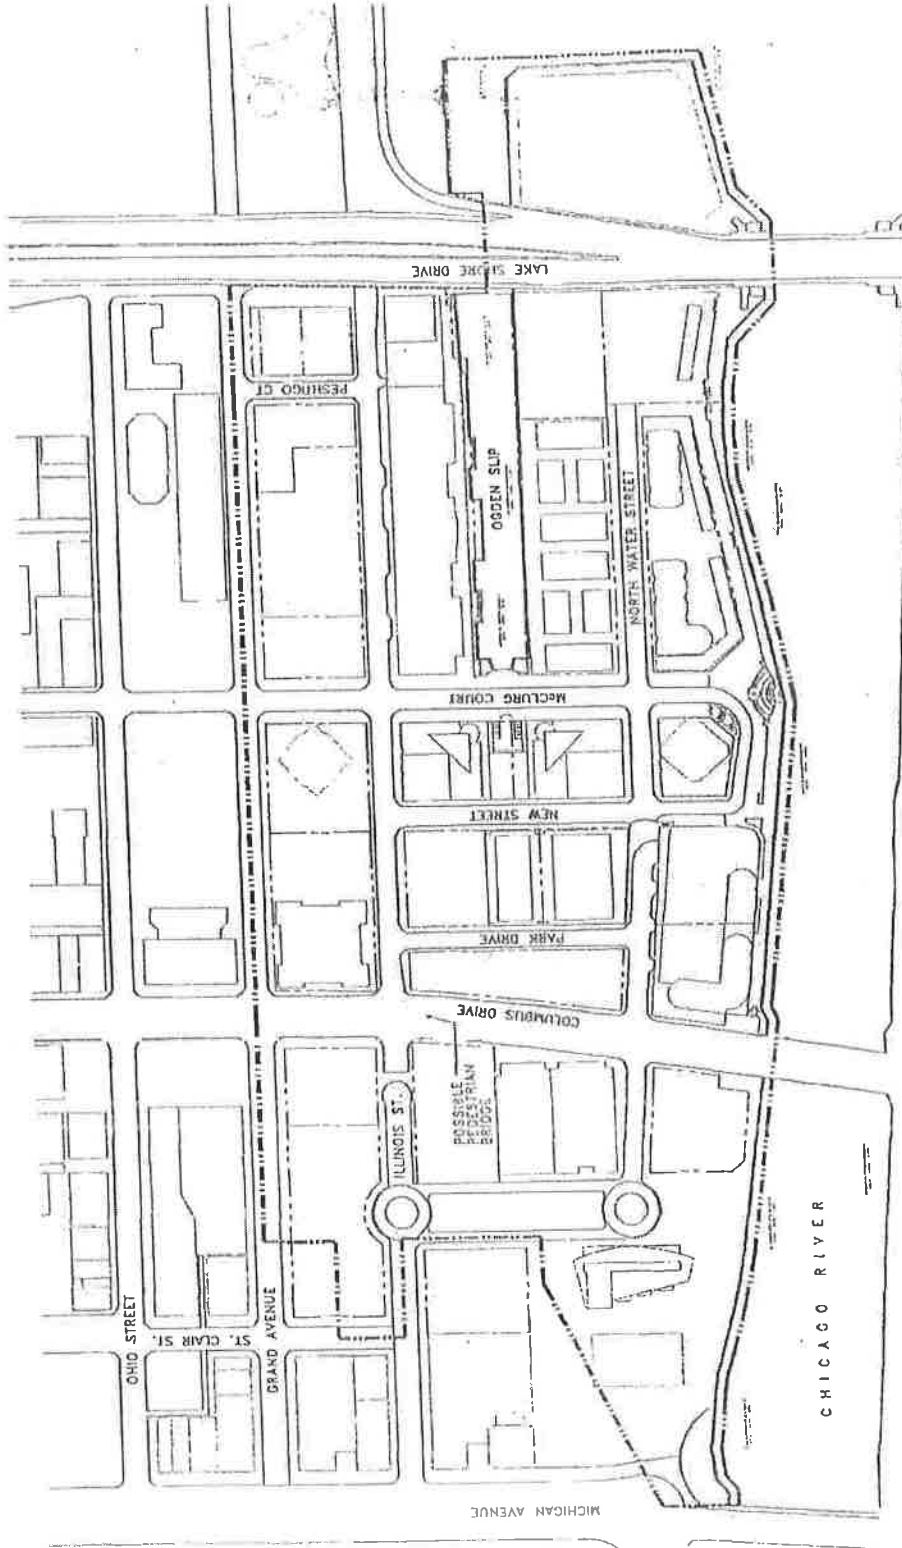 LAKE SHORE DRIVE
PESHTIGO CT
OGDEN SLIP
NORTH WATER STREET
McCLURG COURT
NEW STREET
PARK DRIVE
COLUMBUS DRIVE
POSSIBLE
PEDESTRIAN
BRIDGE
ILLINOIS ST.
OHIO STREET
ST. CLAIR ST.
GRAND AVENUE
CHICAGO RIVER
MICHIGAN AVENUE